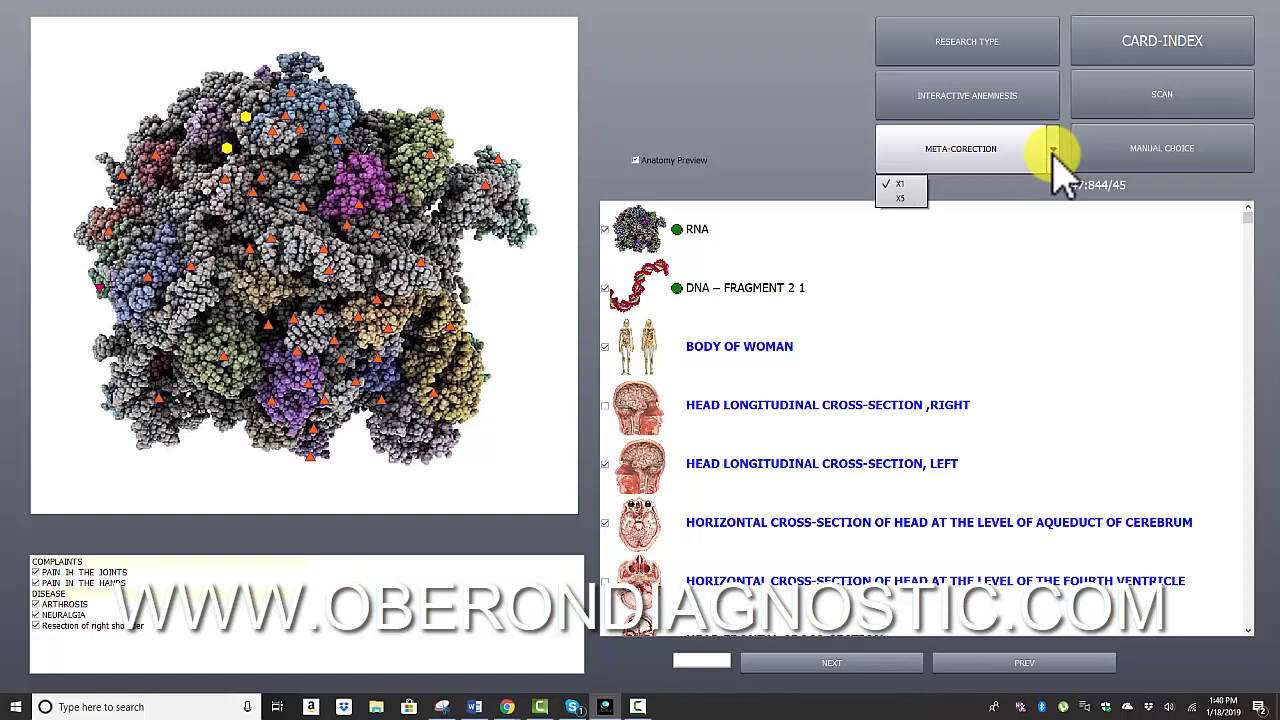 RESEARCH TYPE
CARD-INDEX
INTERACTIVE ANEMNESIS
SCAN
META-CORECTION
MANUAL CHOICE
Anatomy Preview
X1
7:844/45
X5
RNA
DNA – FRAGMENT 2 1
BODY OF WOMAN
HEAD LONGITUDINAL CROSS-SECTION ,RIGHT
HEAD LONGITUDINAL CROSS-SECTION, LEFT
HORIZONTAL CROSS-SECTION OF HEAD AT THE LEVEL OF AQUEDUCT OF CEREBRUM
HORIZONTAL CROSS-SECTION OF HEAD AT THE LEVEL OF THE FOURTH VENTRICLE
COMPLAINTS
PAIN IH THE JOINTS
PAIN IN THE HANDS
DISEASE
ARTHROSIS
NEURALGIA
Resection of right shoulder
WWW.OBERONDIAGNOSTIC.COM
NEXT
PREV
Type here to search
1:40 PM
1/18/2019